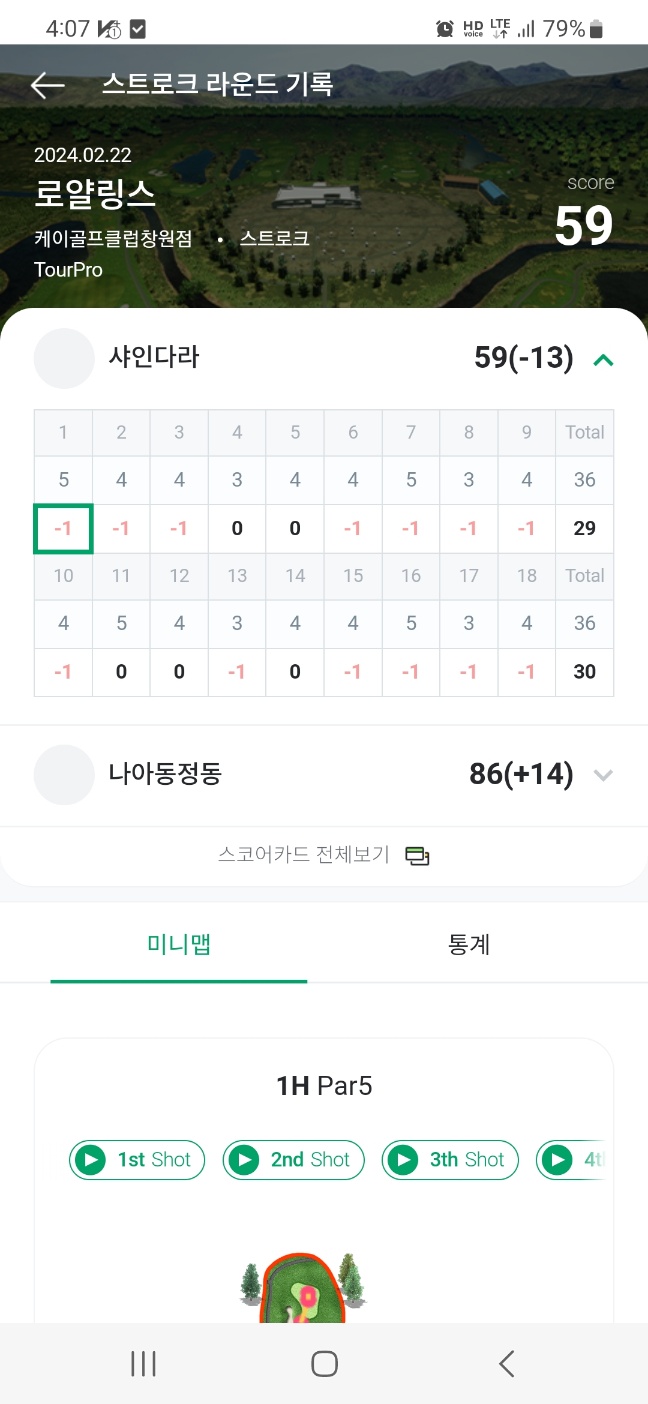 4:07
HD voice LTE 79%
스트로크 라운드 기록
2024.02.22
로얄링스
score
59
케이골프클럽창원점 • 스트로크
TourPro
샤인다라 59(-13)
1 2 3 4 5 6 7 8 9 Total
5 4 4 3 4 4 5 3 4 36
-1 -1 -1 0 0 -1 -1 -1 -1 29
10 11 12 13 14 15 16 17 18 Total
4 5 4 3 4 4 5 3 4 36
-1 0 0 -1 0 -1 -1 -1 -1 30
나아동정동 86(+14)
스코어카드 전체보기
미니맵 통계
1H Par5
1st Shot 2nd Shot 3th Shot